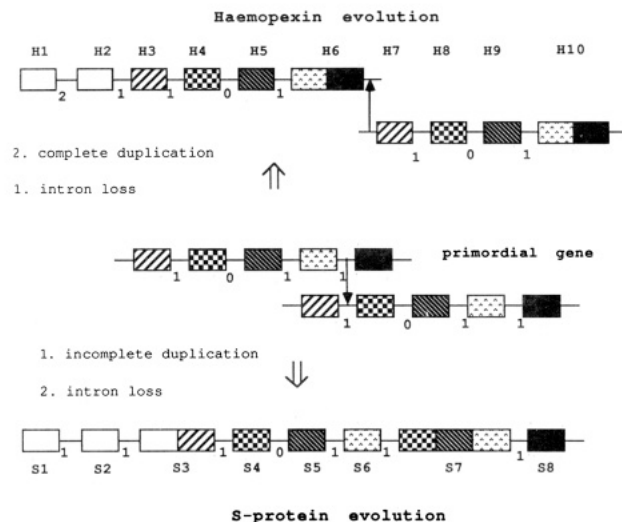 Haemopexin evolution
H1 H2 H3 H4 H5 H6 H7 H8 H9 H10
2 1 1 0 1
1 0 1
2. complete duplication
1. intron loss
primordial gene
1 0 1 1
1 0 1 1
1. incomplete duplication
2. intron loss
1 1 1 0 1 1 1
S1 S2 S3 S4 S5 S6 S7 S8
S-protein evolution